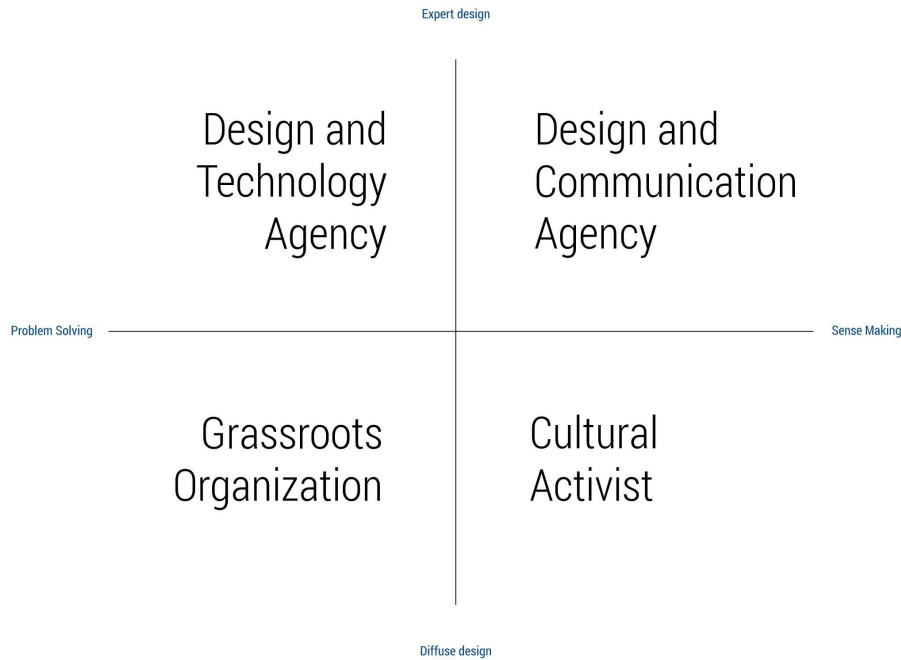 Expert design
Design and
Technology
Agency
Design and
Communication
Agency
Problem Solving
Sense Making
Grassroots
Organization
Cultural
Activist
Diffuse design